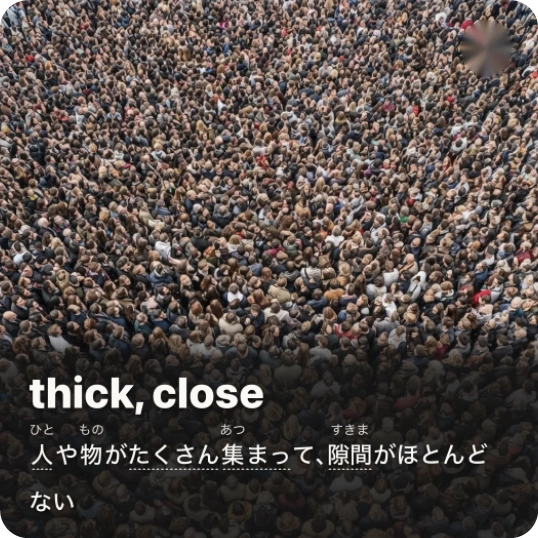 thick, close
ひと もの あつ すきま
人や物がたくさん集まって、隙間がほとんど
ない